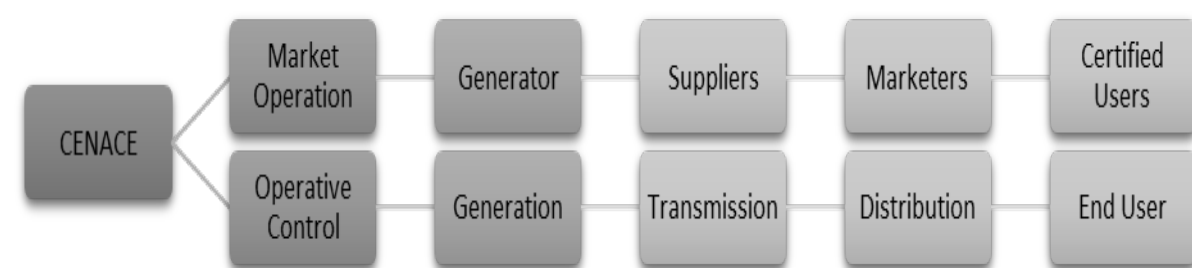 CENACE
Market
Operation
Generator
Suppliers
Marketers
Certified
Users
Operative
Control
Generation
Transmission
Distribution
End User